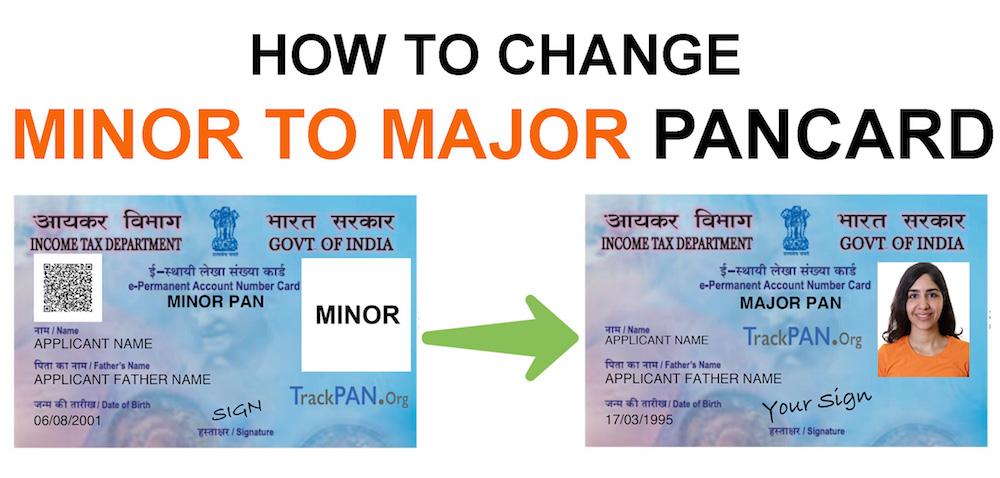 HOW TO CHANGE
MINOR TO MAJOR PANCARD
आयकर विभाग
INCOME TAX DEPARTMENT
भारत सरकार
GOVT OF INDIA
ई-स्थायी लेखा संख्या कार्ड
e-Permanent Account Number Card
MINOR PAN
MINOR
नाम / Name
APPLICANT NAME
पिता का नाम / Father's Name
APPLICANT FATHER NAME
TrackPAN.Org
जन्म की तारीख/ Date of Birth
06/08/2001
SIGN
हस्ताक्षर / Signature
आयकर विभाग
INCOME TAX DEPARTMENT
भारत सरकार
GOVT OF INDIA
ई-स्थायी लेखा संख्या कार्ड
e-Permanent Account Number Card
MAJOR PAN
नाम / Name
APPLICANT NAME
TrackPAN.Org
पिता का नाम / Father's Name
APPLICANT FATHER NAME
जन्म की तारीख/ Date of Birth
17/03/1995
Your Sign
हस्ताक्षर / Signature